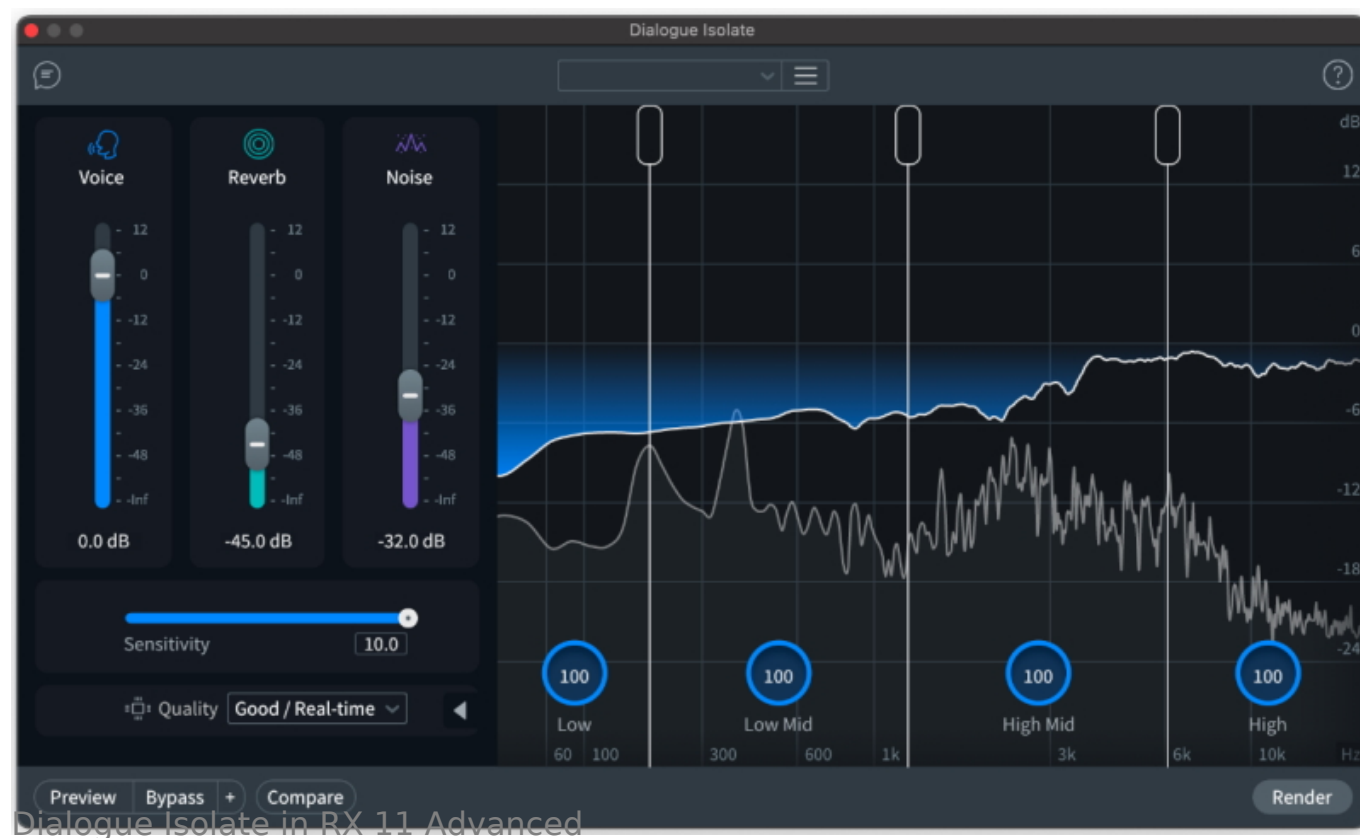 Dialogue Isolate
?
Voice
Reverb
Noise
12
0
-12
-24
-36
-48
-Inf
12
0
-12
-24
-36
-48
-Inf
12
0
-12
-24
-36
-48
-Inf
0.0 dB
-45.0 dB
-32.0 dB
Sensitivity
10.0
Quality
Good / Real-time
dB
12
6
0
-6
-12
-18
-24
100
100
100
100
Low
Low Mid
High Mid
High
60 100 300 600 1k 3k 6k 10k Hz
Preview
Bypass
+
Compare
Render
Dialogue Isolate in RX 11 Advanced